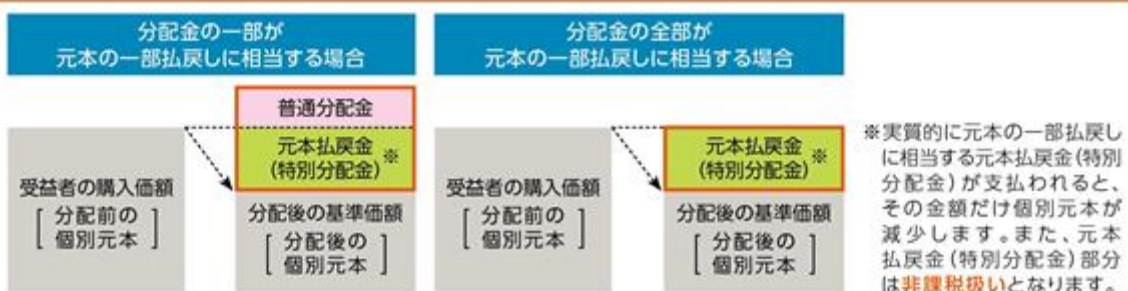 分配金の一部が
元本の一部払戻しに相当する場合
普通分配金
元本払戻金
(特別分配金)
※
受益者の購入価額
[ 分配前の
個別元本 ]
分配後の基準価額
[ 分配後の
個別元本 ]
分配金の全部が
元本の一部払戻しに相当する場合
元本払戻金
(特別分配金)
※
受益者の購入価額
[ 分配前の
個別元本 ]
分配後の基準価額
[ 分配後の
個別元本 ]
※実質的に元本の一部払戻し
に相当する元本払戻金(特別
分配金)が支払われると、
その金額だけ個別元本が
減少します。また、元本
払戻金(特別分配金)部分
は非課税扱いとなります。